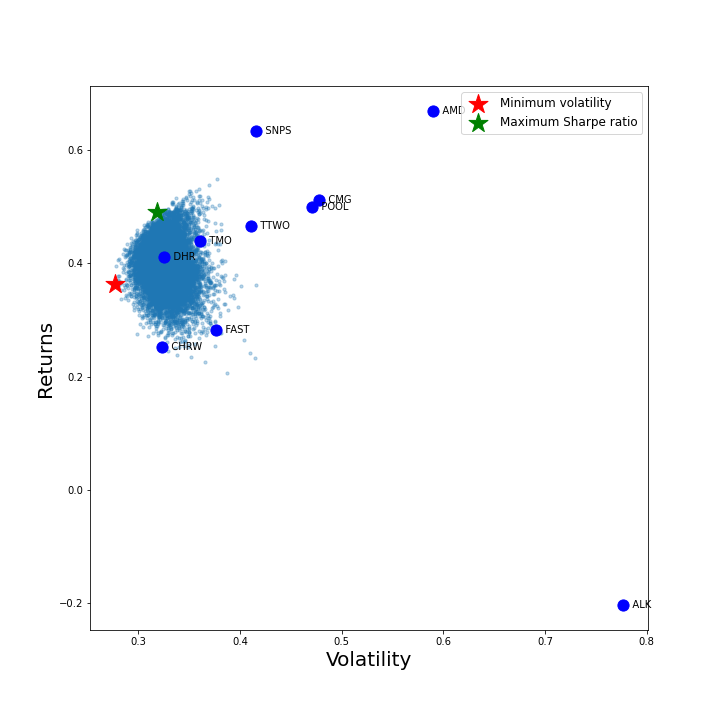 Minimum volatility
Maximum Sharpe ratio
AMD
SNPS
CMG
POOL
TTWO
TMO
DHR
FAST
CHRW
ALK
0.6
0.4
0.2
0.0
−0.2
Returns
0.3 0.4 0.5 0.6 0.7 0.8
Volatility